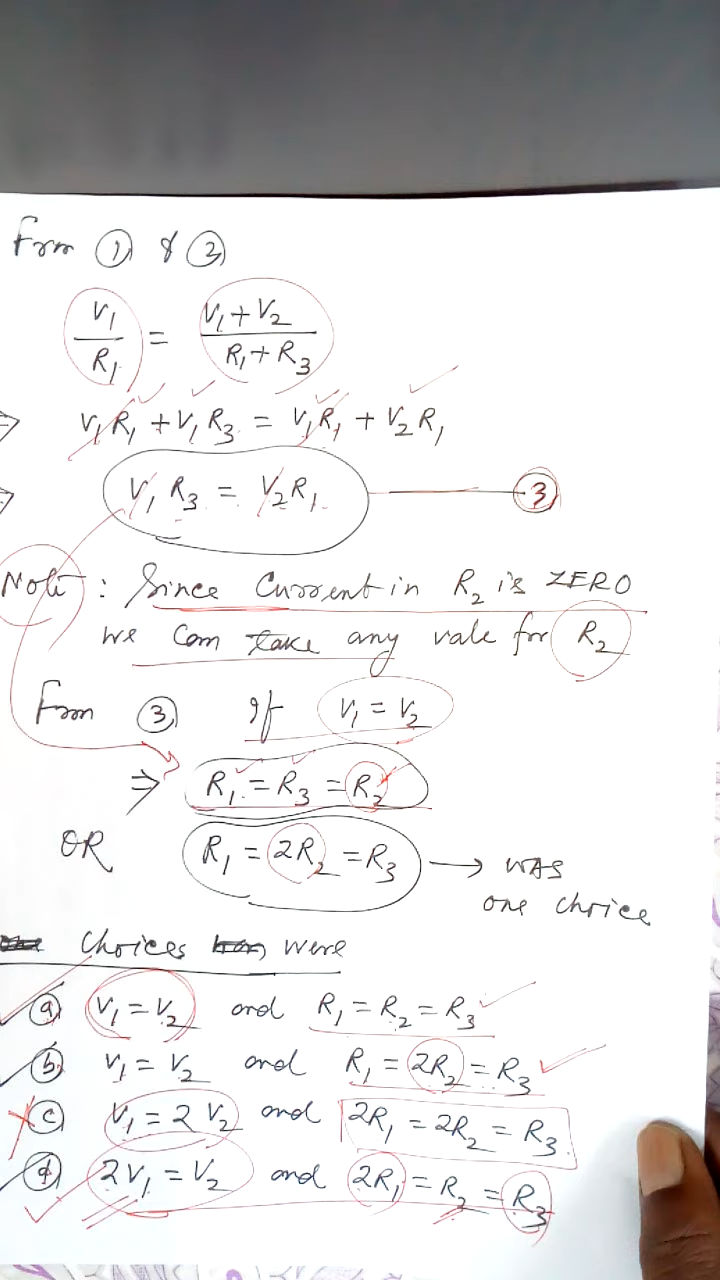 From ① & ②
V₁/R₁ = (V₁ + V₂)/(R₁ + R₃)
⇒ V₁R₁ + V₁R₃ = V₁R₁ + V₂R₁
⇒ V₁R₃ = V₂R₁ ③
Note : Since Current in R₂ is ZERO
we can take any vale for R₂
From ③ If V₁ = V₂
⇒ R₁ = R₃ = R₂
OR R₁ = 2R₂ = R₃ → WAS
one choice
Choices were
ⓐ V₁ = V₂ and R₁ = R₂ = R₃
ⓑ V₁ = V₂ and R₁ = 2R₂ = R₃
ⓒ V₁ = 2V₂ and 2R₁ = 2R₂ = R₃
ⓓ 2V₁ = V₂ and 2R₁ = R₂ = R₃